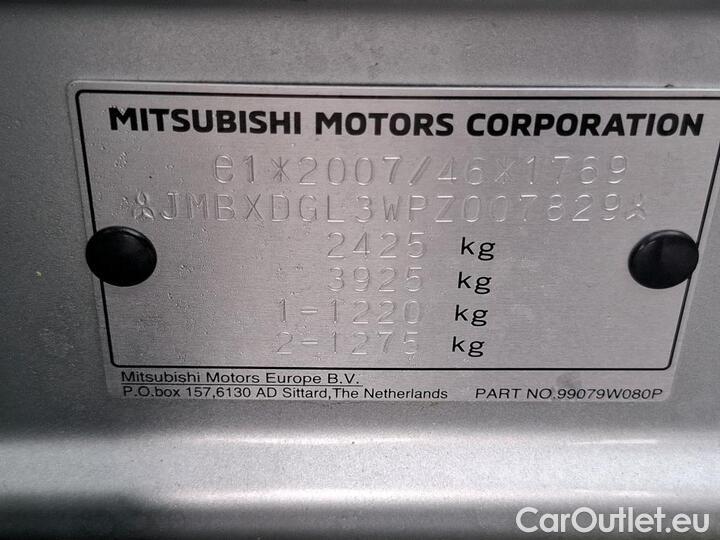 MITSUBISHI MOTORS CORPORATION
e1*2007/46*1769
JMBXDGL3WPZ007829
2425 kg
3925 kg
1-1220 kg
2-1275 kg
Mitsubishi Motors Europe B.V.
P.O.box 157,6130 AD Sittard,The Netherlands PART NO.99079W080P
CarOutlet.eu